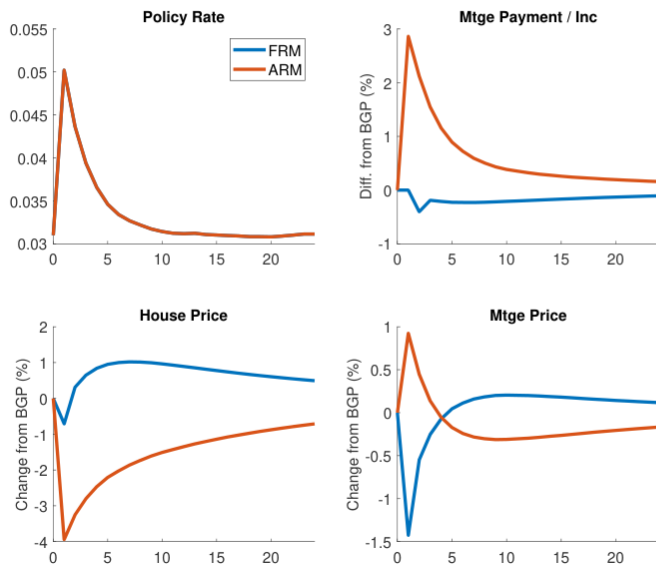 Policy Rate
0.055
0.05
0.045
0.04
0.035
0.03
0 5 10 15 20
FRM
ARM
Mtge Payment / Inc
Diff. from BGP (%)
3
2
1
0
-1
0 5 10 15 20
House Price
Change from BGP (%)
2
1
0
-1
-2
-3
-4
0 5 10 15 20
Mtge Price
Change from BGP (%)
1
0.5
0
-0.5
-1
-1.5
0 5 10 15 20